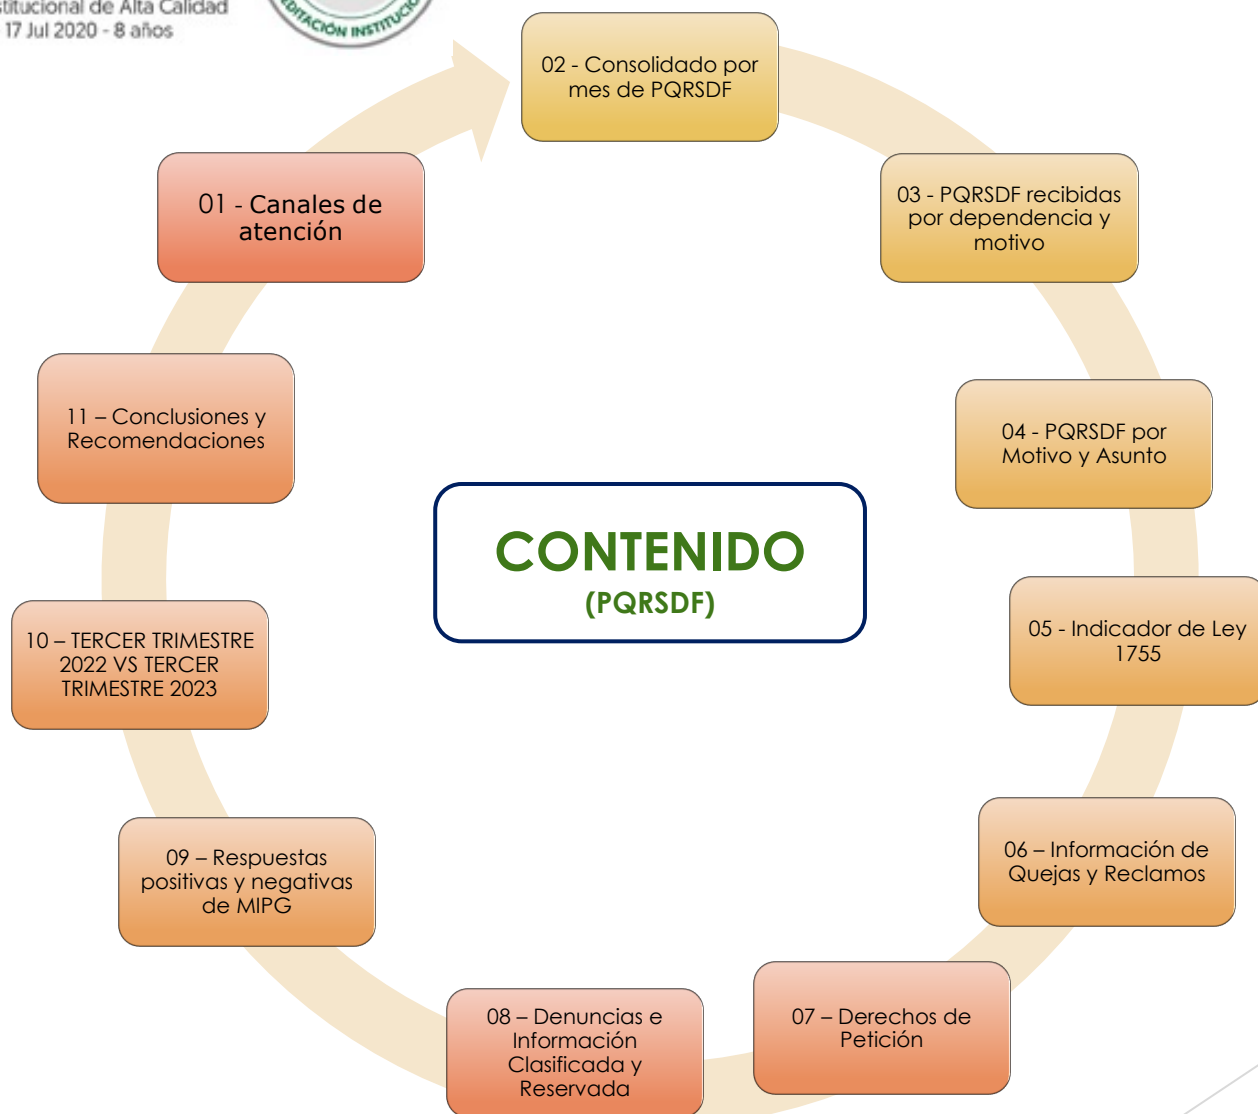 stitucional de Alta Calidad
17 Jul 2020 - 8 años
DITACIÓN INSTITUCIO
02 - Consolidado por
mes de PQRSDF
03 - PQRSDF recibidas
por dependencia y
motivo
04 - PQRSDF por
Motivo y Asunto
05 - Indicador de Ley
1755
06 – Información de
Quejas y Reclamos
07 – Derechos de
Petición
08 – Denuncias e
Información
Clasificada y
Reservada
09 – Respuestas
positivas y negativas
de MIPG
10 – TERCER TRIMESTRE
2022 VS TERCER
TRIMESTRE 2023
11 – Conclusiones y
Recomendaciones
01 - Canales de
atención
CONTENIDO
(PQRSDF)